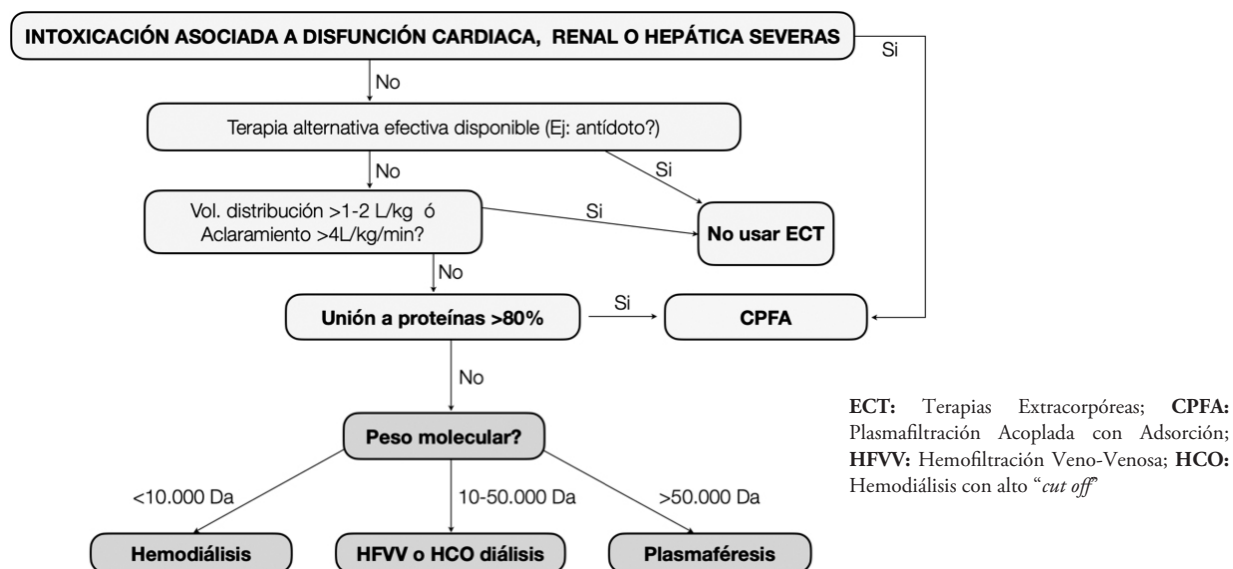 INTOXICACIÓN ASOCIADA A DISFUNCIÓN CARDIACA, RENAL O HEPÁTICA SEVERAS
Si
No
Terapia alternativa efectiva disponible (Ej: antídoto?)
No
Si
Vol. distribución >1-2 L/kg ó
Aclaramiento >4L/kg/min?
Si
No usar ECT
No
Unión a proteínas >80%
Si
CPFA
No
Peso molecular?
<10.000 Da
10-50.000 Da
>50.000 Da
Hemodiálisis
HFVV o HCO diálisis
Plasmaféresis
ECT: Terapias Extracorpóreas; CPFA:
Plasmafiltración Acoplada con Adsorción;
HFVV: Hemofiltración Veno-Venosa; HCO:
Hemodiálisis con alto “cut off”